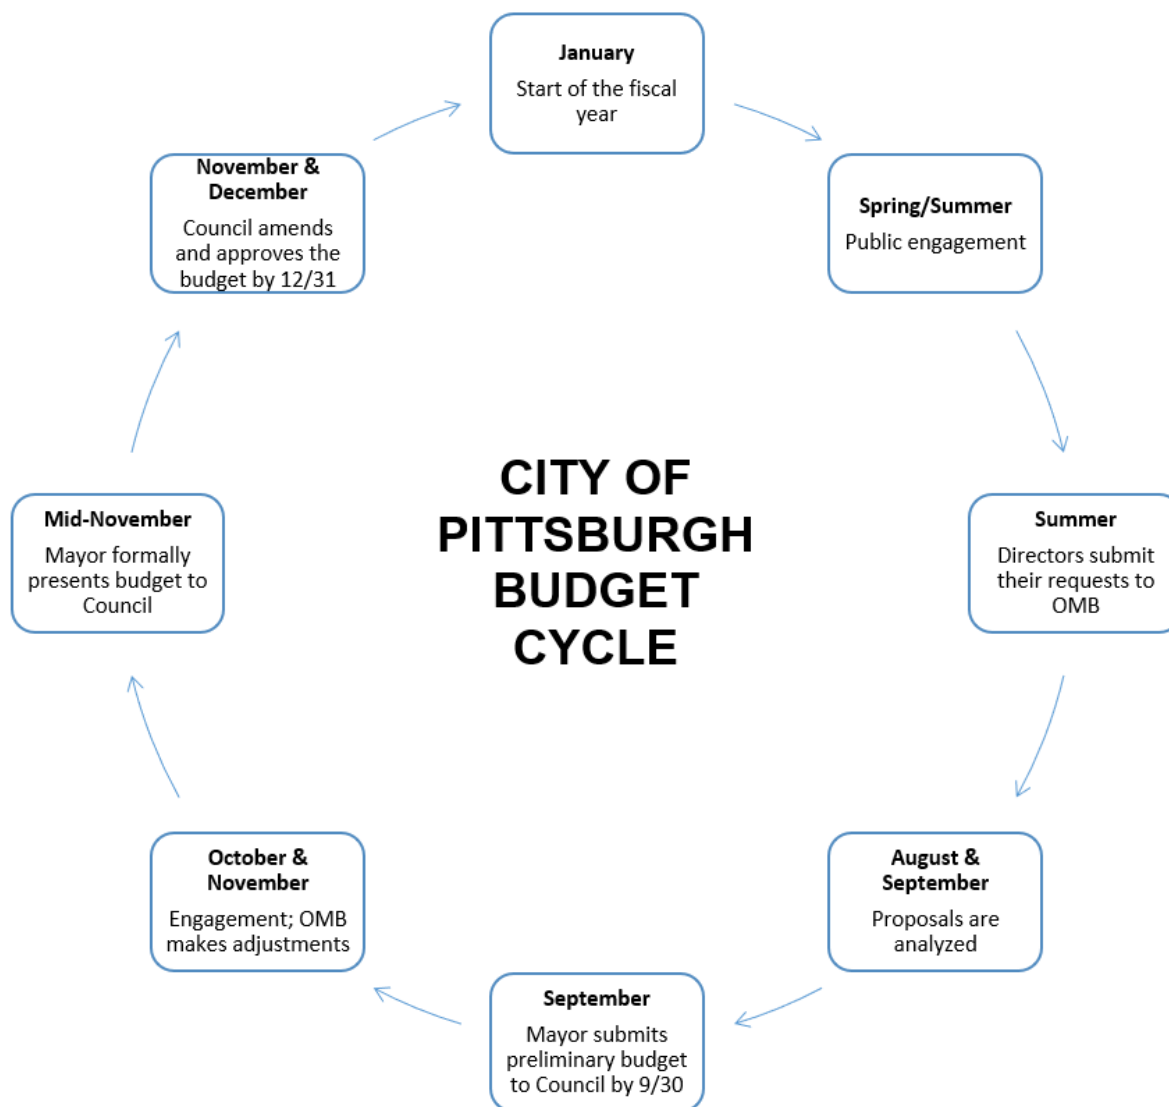 January
Start of the fiscal
year
Spring/Summer
Public engagement
Summer
Directors submit
their requests to
OMB
August &
September
Proposals are
analyzed
September
Mayor submits
preliminary budget
to Council by 9/30
October &
November
Engagement; OMB
makes adjustments
Mid-November
Mayor formally
presents budget to
Council
November &
December
Council amends
and approves the
budget by 12/31
CITY OF
PITTSBURGH
BUDGET
CYCLE